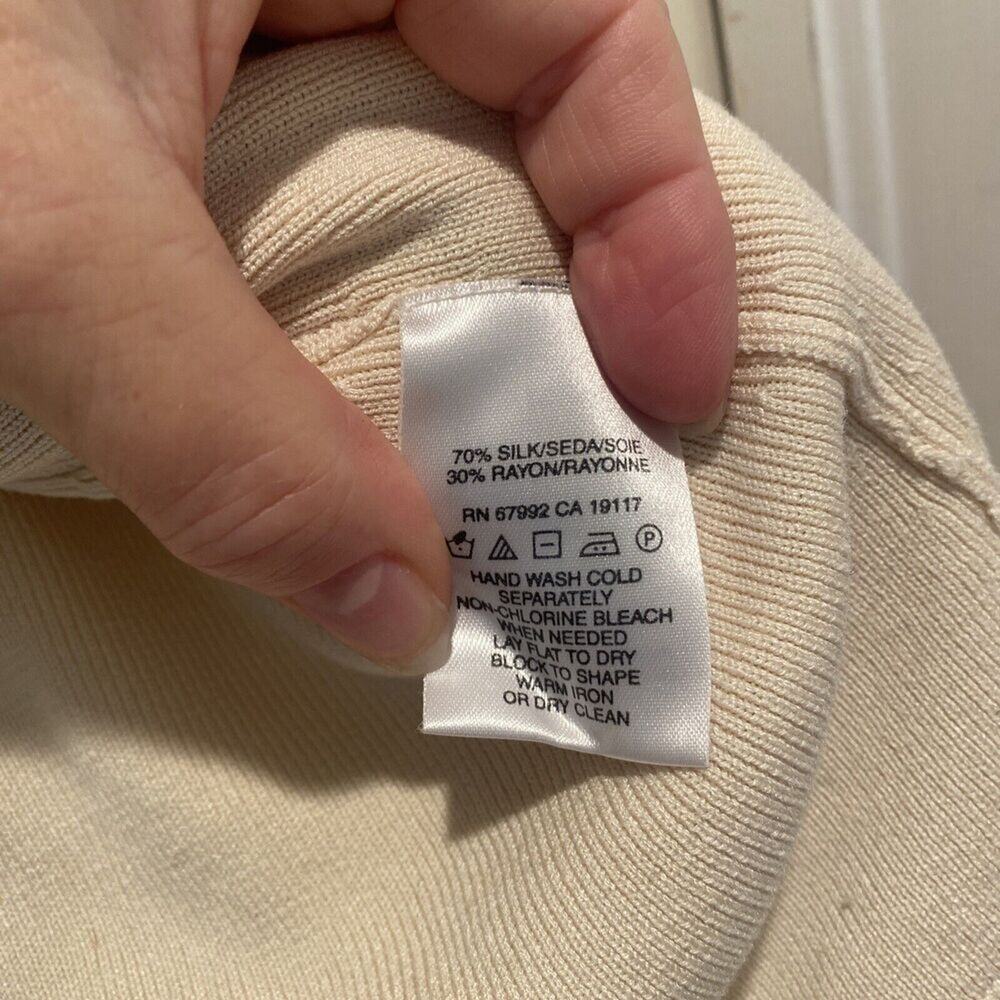 70% SILK/SEDA/SOIE
30% RAYON/RAYONNE
RN 67992 CA 19117
P
HAND WASH COLD
SEPARATELY
NON-CHLORINE BLEACH
WHEN NEEDED
LAY FLAT TO DRY
BLOCK TO SHAPE
WARM IRON
OR DRY CLEAN